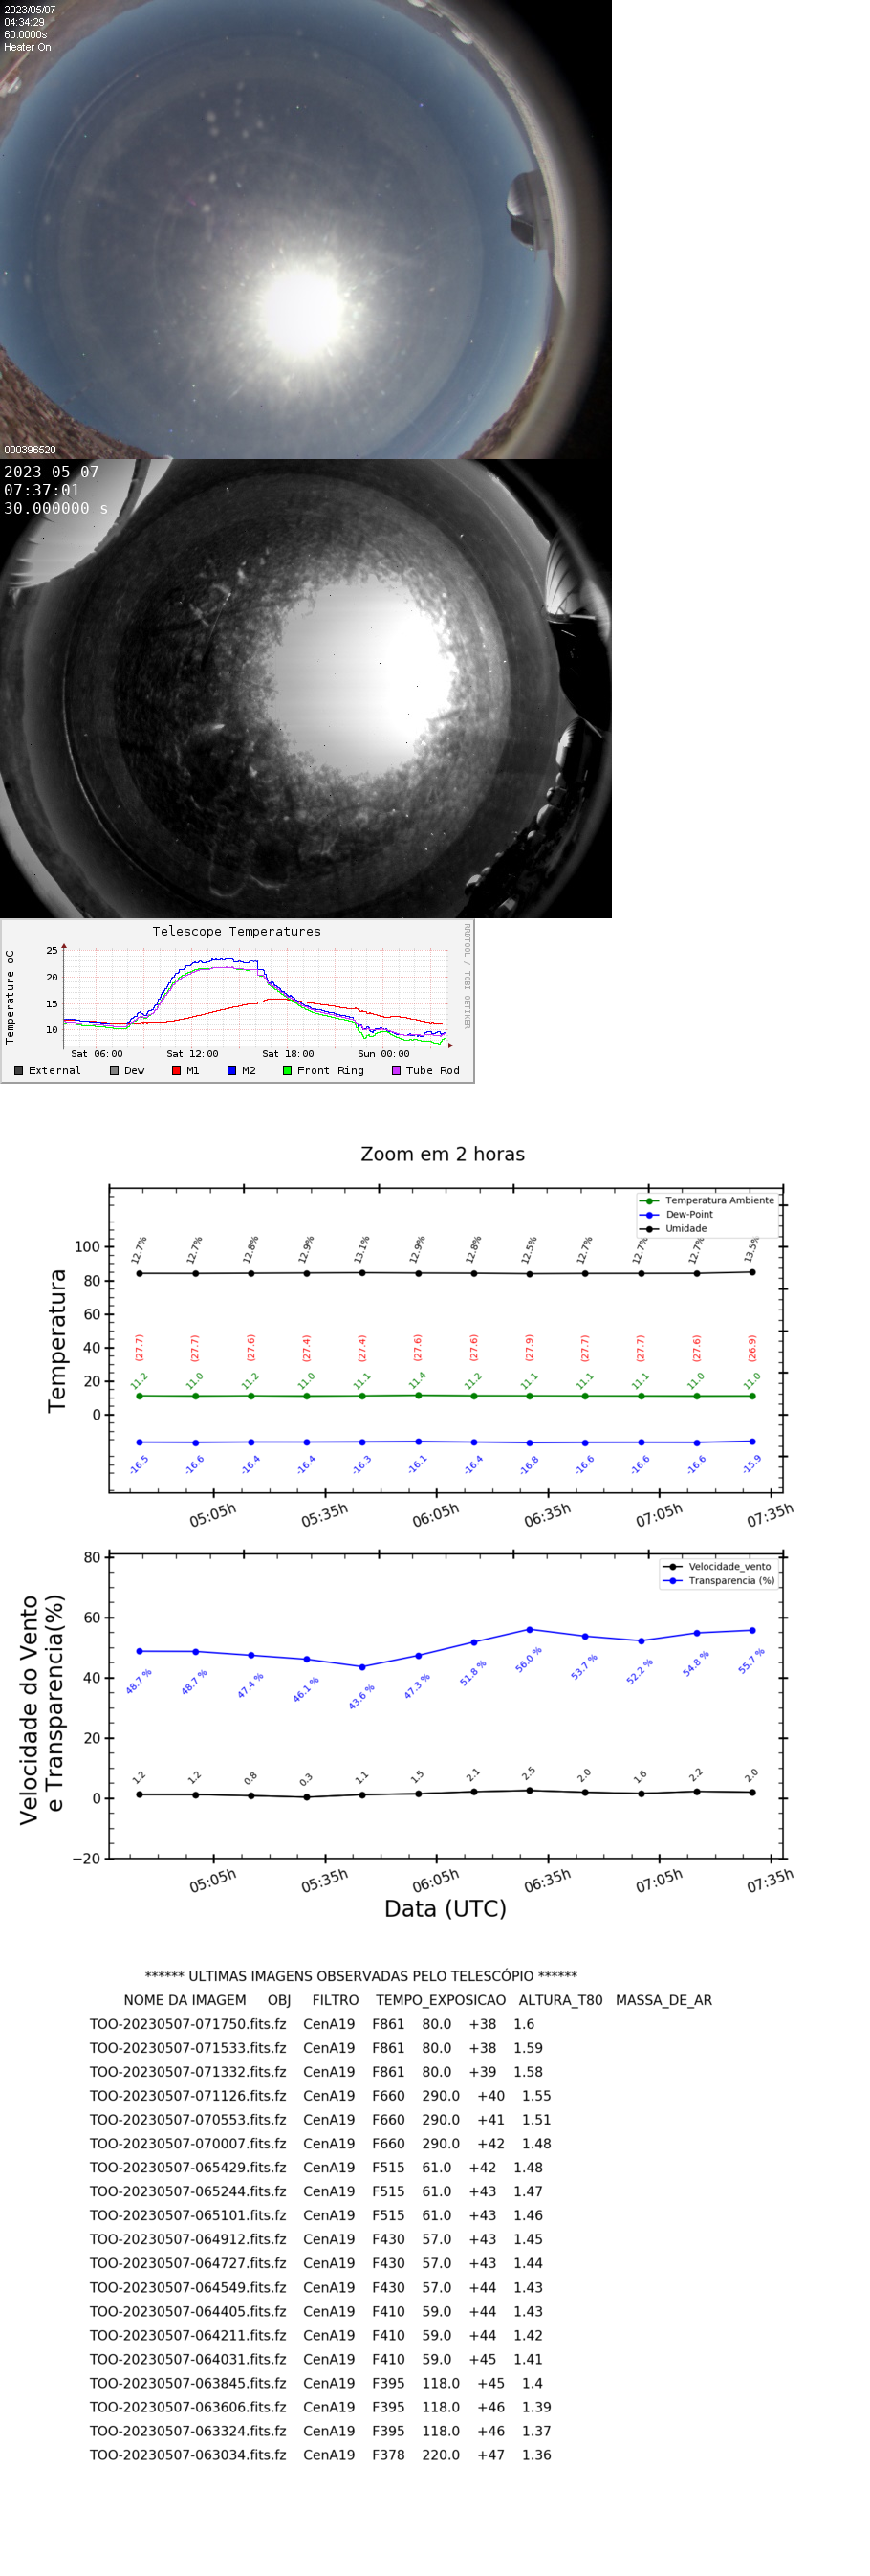 2023/05/07
04:34:29
60.0000s
Heater On
000396520
2023-05-07
07:37:01
30.000000 s
Telescope Temperatures
Temperature oC
RRDTOOL / TOBI OETIKER
25
20
15
10
Sat 06:00 Sat 12:00 Sat 18:00 Sun 00:00
External Dew M1 M2 Front Ring Tube Rod
Zoom em 2 horas
Temperatura Ambiente
Dew-Point
Umidade
Temperatura
100
80
60
40
20
0
12.7% 12.7% 12.8% 12.9% 13.1% 12.9% 12.8% 12.5% 12.7% 12.7% 12.7% 13.5%
(27.7) (27.7) (27.6) (27.4) (27.4) (27.6) (27.6) (27.9) (27.7) (27.7) (27.6) (26.9)
11.2 11.0 11.2 11.0 11.1 11.4 11.2 11.1 11.1 11.1 11.0 11.0
-16.5 -16.6 -16.4 -16.4 -16.3 -16.1 -16.4 -16.8 -16.6 -16.6 -16.6 -15.9
05:05h 05:35h 06:05h 06:35h 07:05h 07:35h
Velocidade_vento
Transparencia (%)
Velocidade do Vento
e Transparencia(%)
80
60
40
20
0
−20
48.7 % 48.7 % 47.4 % 46.1 % 43.6 % 47.3 % 51.8 % 56.0 % 53.7 % 52.2 % 54.8 % 55.7 %
1.2 1.2 0.8 0.3 1.1 1.5 2.1 2.5 2.0 1.6 2.2 2.0
05:05h 05:35h 06:05h 06:35h 07:05h 07:35h
Data (UTC)
****** ULTIMAS IMAGENS OBSERVADAS PELO TELESCÓPIO ******
NOME DA IMAGEM OBJ FILTRO TEMPO_EXPOSICAO ALTURA_T80 MASSA_DE_AR
TOO-20230507-071750.fits.fz CenA19 F861 80.0 +38 1.6
TOO-20230507-071533.fits.fz CenA19 F861 80.0 +38 1.59
TOO-20230507-071332.fits.fz CenA19 F861 80.0 +39 1.58
TOO-20230507-071126.fits.fz CenA19 F660 290.0 +40 1.55
TOO-20230507-070553.fits.fz CenA19 F660 290.0 +41 1.51
TOO-20230507-070007.fits.fz CenA19 F660 290.0 +42 1.48
TOO-20230507-065429.fits.fz CenA19 F515 61.0 +42 1.48
TOO-20230507-065244.fits.fz CenA19 F515 61.0 +43 1.47
TOO-20230507-065101.fits.fz CenA19 F515 61.0 +43 1.46
TOO-20230507-064912.fits.fz CenA19 F430 57.0 +43 1.45
TOO-20230507-064727.fits.fz CenA19 F430 57.0 +43 1.44
TOO-20230507-064549.fits.fz CenA19 F430 57.0 +44 1.43
TOO-20230507-064405.fits.fz CenA19 F410 59.0 +44 1.43
TOO-20230507-064211.fits.fz CenA19 F410 59.0 +44 1.42
TOO-20230507-064031.fits.fz CenA19 F410 59.0 +45 1.41
TOO-20230507-063845.fits.fz CenA19 F395 118.0 +45 1.4
TOO-20230507-063606.fits.fz CenA19 F395 118.0 +46 1.39
TOO-20230507-063324.fits.fz CenA19 F395 118.0 +46 1.37
TOO-20230507-063034.fits.fz CenA19 F378 220.0 +47 1.36